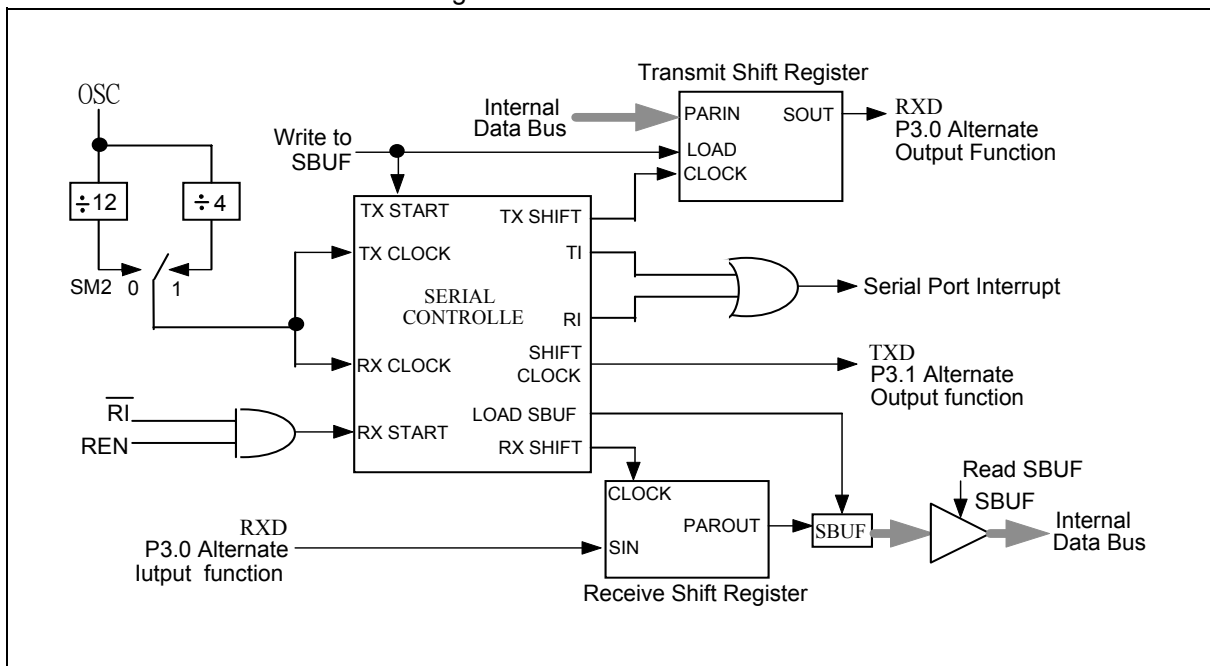 g
Transmit Shift Register
OSC
Internal
Data Bus
PARIN
SOUT
RXD
P3.0 Alternate
Output Function
Write to
SBUF
LOAD
CLOCK
÷12
÷4
TX START
TX SHIFT
TX CLOCK
TI
SM2 0 1
SERIAL
CONTROLLE
Serial Port Interrupt
RI
SHIFT
CLOCK
TXD
P3.1 Alternate
Output function
RX CLOCK
RI
REN
LOAD SBUF
RX START
RX SHIFT
Read SBUF
SBUF
CLOCK
PAROUT
SBUF
Internal
Data Bus
RXD
P3.0 Alternate
Iutput function
SIN
Receive Shift Register